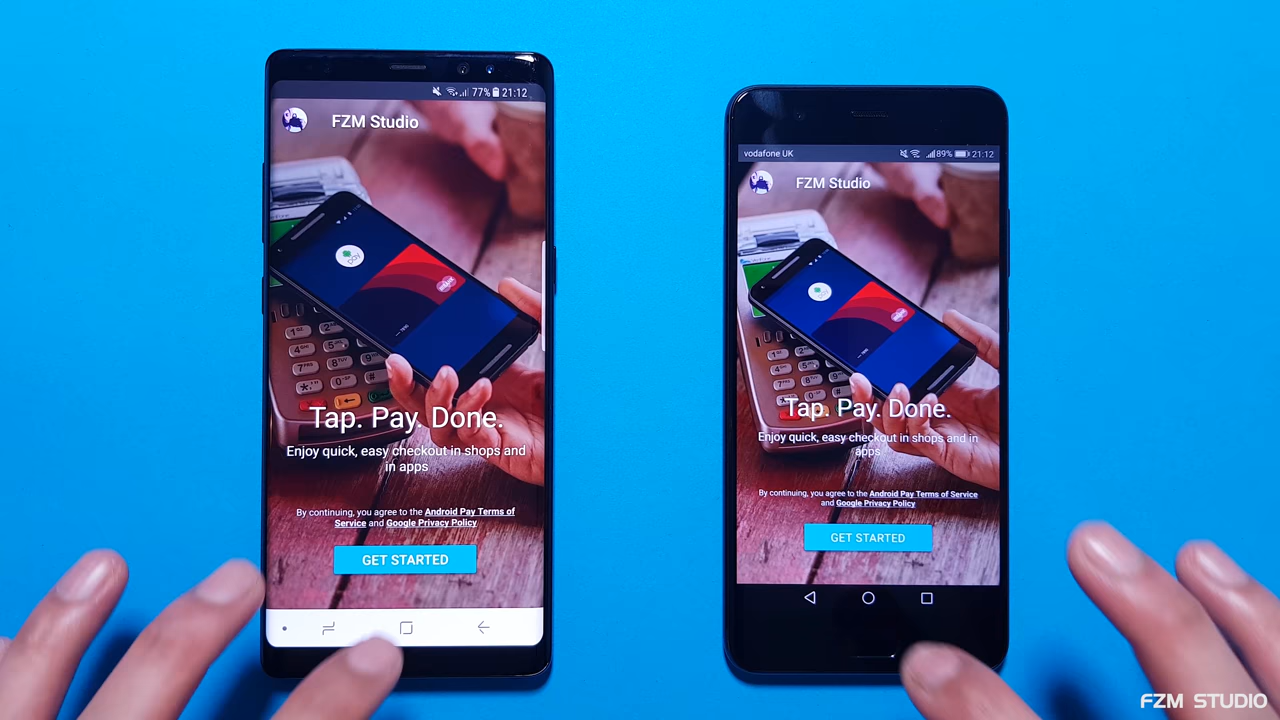 77% 21:12
FZM Studio
pay
Tap. Pay. Done.
Enjoy quick, easy checkout in shops and
in apps
By continuing, you agree to the Android Pay Terms of
Service and Google Privacy Policy
GET STARTED
vodafone UK 89% 21:12
FZM Studio
pay
Tap. Pay. Done.
Enjoy quick, easy checkout in shops and in
apps
By continuing, you agree to the Android Pay Terms of Service
and Google Privacy Policy
GET STARTED
FZM STUDIO